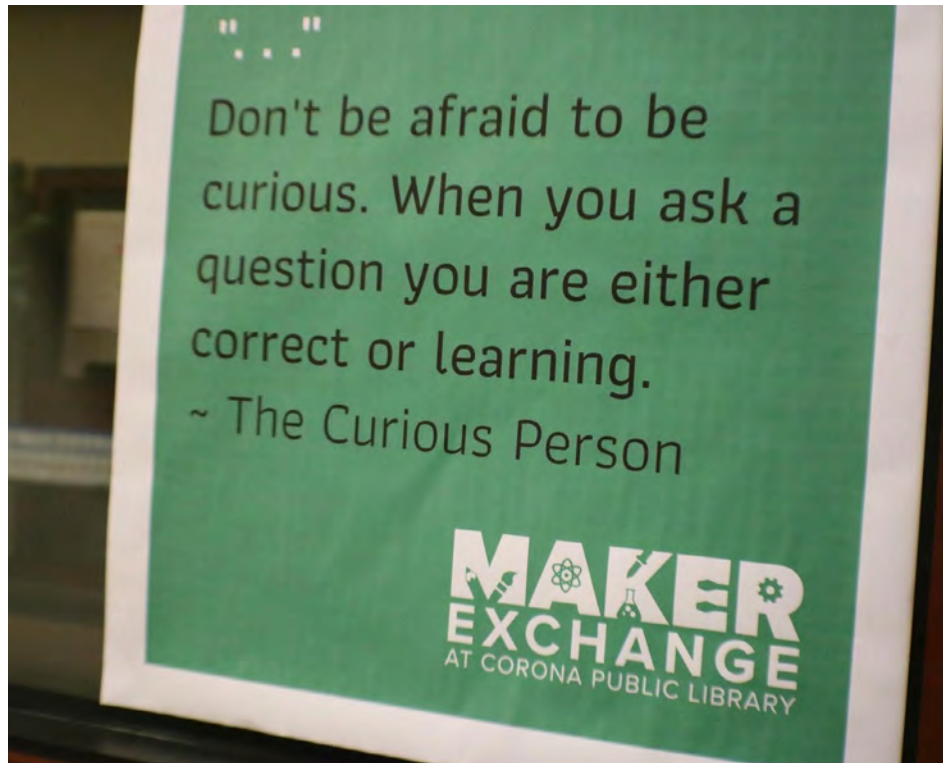 "..."
Don't be afraid to be
curious. When you ask a
question you are either
correct or learning.
~ The Curious Person
MAKER
EXCHANGE
AT CORONA PUBLIC LIBRARY